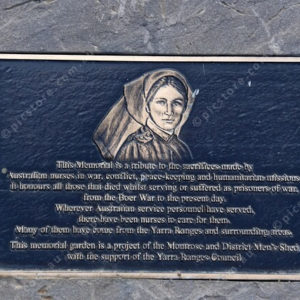 This Memorial is a tribute to the sacrifices made by
Australian nurses in war, conflict, peace-keeping and humanitarian missions.
It honours all those that died whilst serving or suffered as prisoners of war,
from the Boer War to the present day.
Wherever Australian service personnel have served,
there have been nurses to care for them.
Many of them have come from the Yarra Ranges and surrounding areas.
This memorial garden is a project of the Montrose and District Men's Shed,
with the support of the Yarra Ranges Council